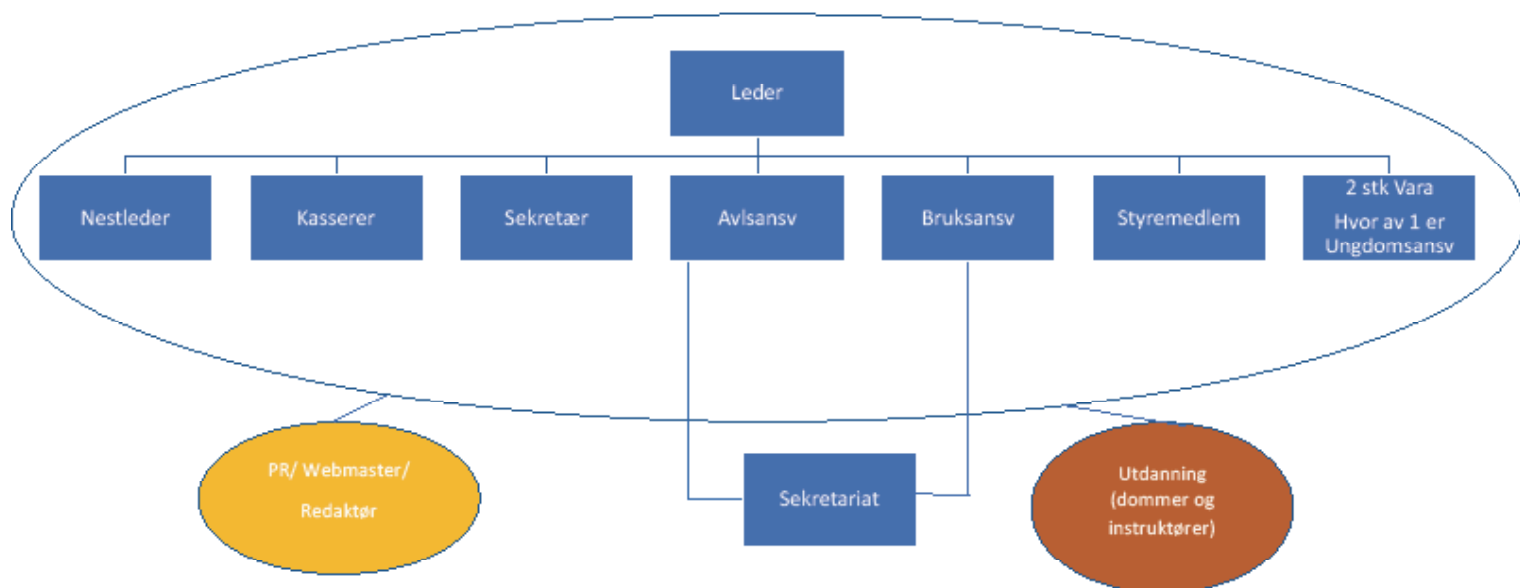 Leder
Nestleder
Kasserer
Sekretær
Avlsansv
Bruksansv
Styremedlem
2 stk Vara
Hvor av 1 er
Ungdomsansv
PR/ Webmaster/
Redaktør
Sekretariat
Utdanning
(dommer og
instruktører)